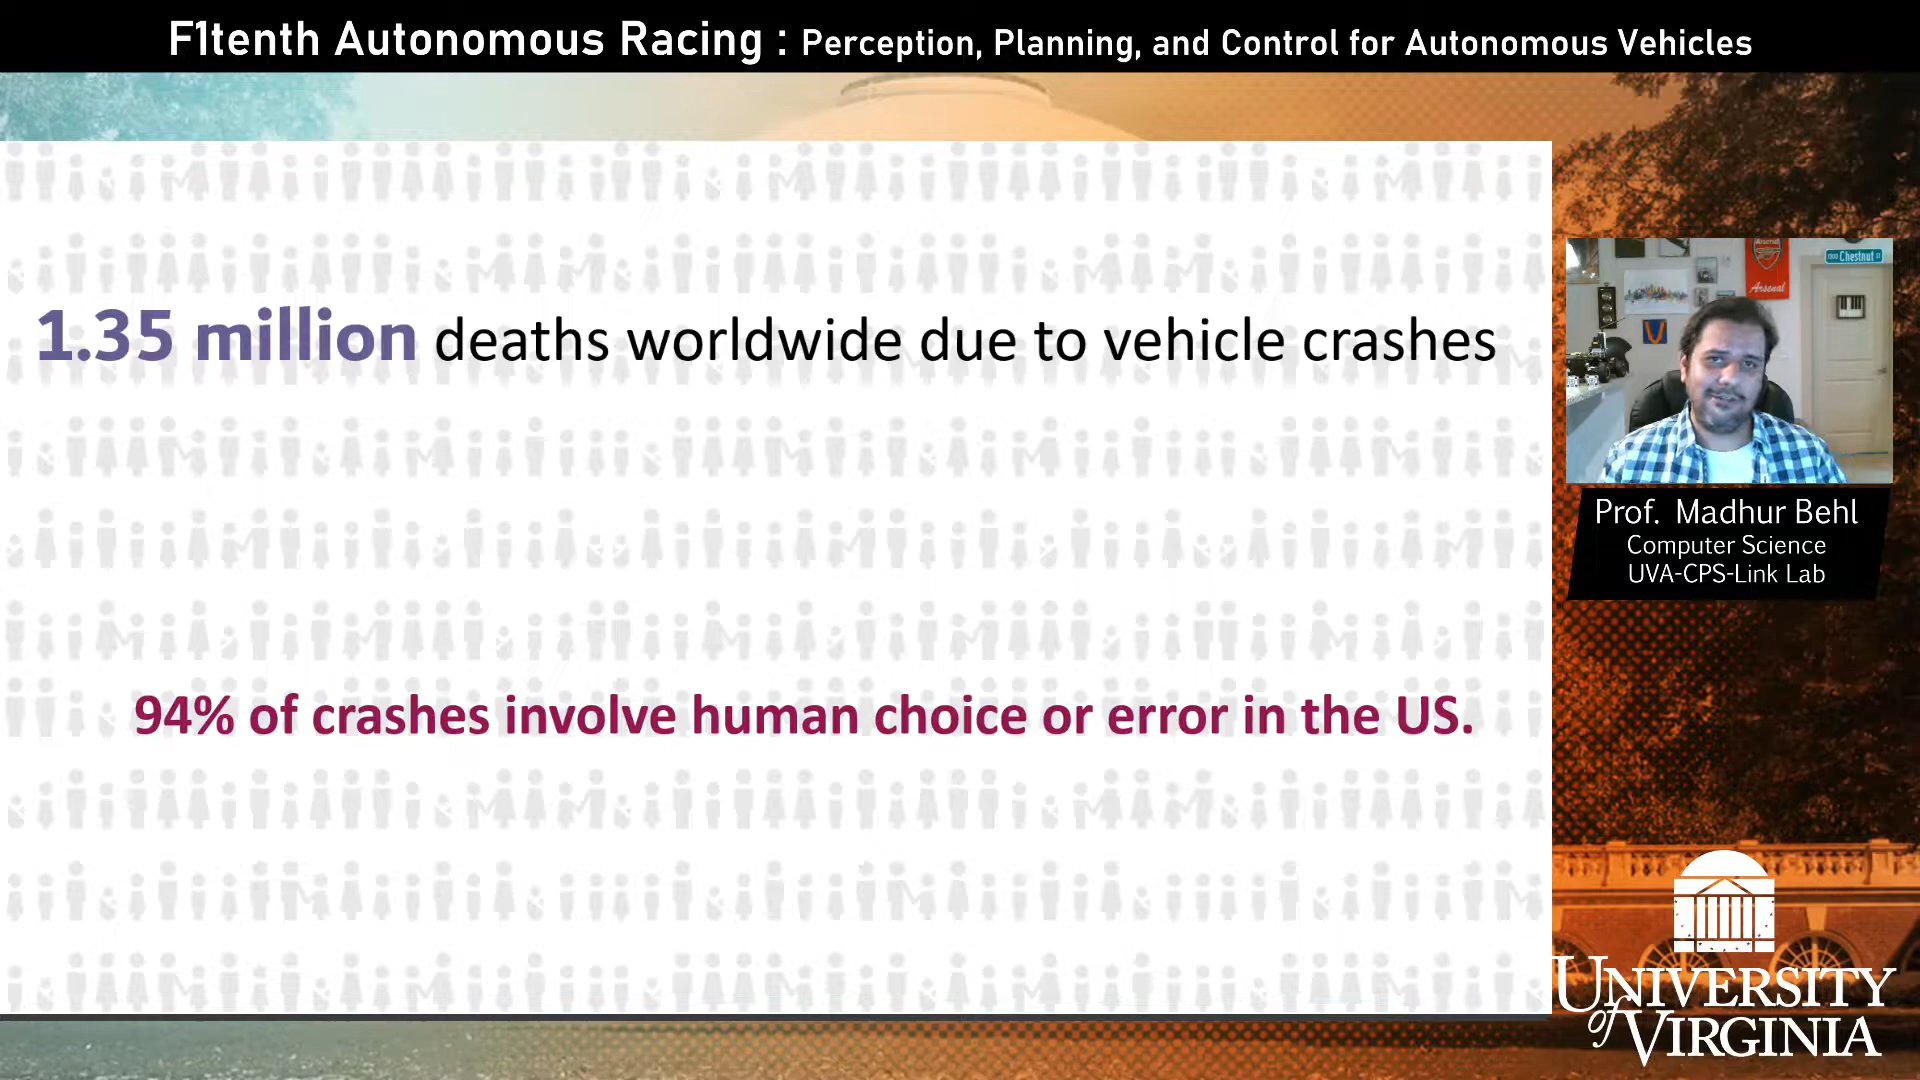 F1tenth Autonomous Racing : Perception, Planning, and Control for Autonomous Vehicles
1.35 million deaths worldwide due to vehicle crashes
94% of crashes involve human choice or error in the US.
Arsenal
Arsenal
Chestnut
Prof. Madhur Behl
Computer Science
UVA-CPS-Link Lab
UNIVERSITY
of VIRGINIA